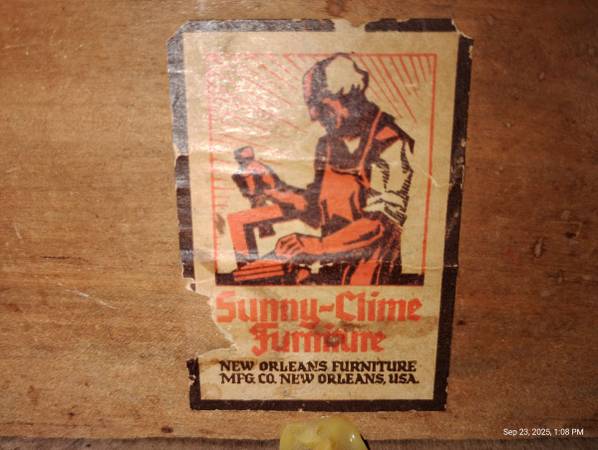 Sunny-Clime
Furniture
NEW ORLEANS FURNITURE
MFG. CO. NEW ORLEANS, USA.
Sep 23, 2025, 1:08 PM